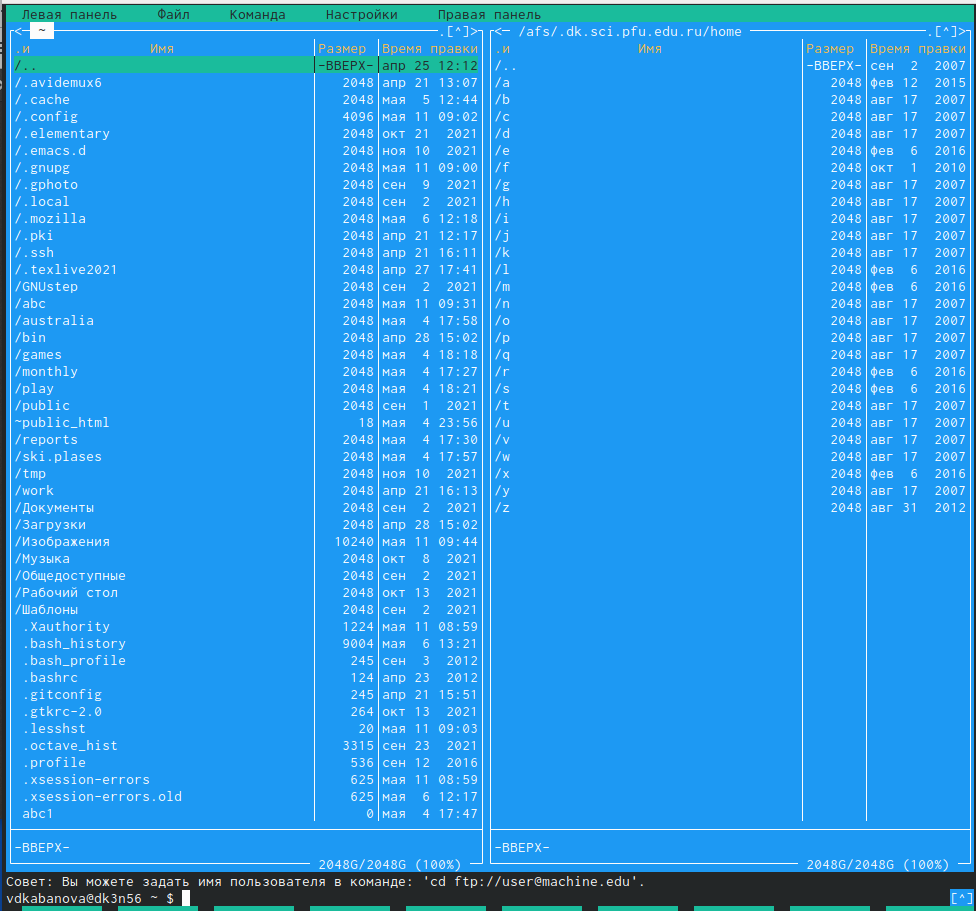 Левая панель Файл Команда Настройки Правая панель
<─ ~ .[^]>
.и Имя Размер Время правки
/.. -ВВЕРХ- апр 25 12:12
/.avidemux6 2048 апр 21 13:07
/.cache 2048 мая 5 12:44
/.config 4096 мая 11 09:02
/.elementary 2048 окт 21 2021
/.emacs.d 2048 ноя 10 2021
/.gnupg 2048 мая 11 09:00
/.gphoto 2048 сен 9 2021
/.local 2048 сен 2 2021
/.mozilla 2048 мая 6 12:18
/.pki 2048 апр 21 12:17
/.ssh 2048 апр 21 16:11
/.texlive2021 2048 апр 27 17:41
/GNUstep 2048 сен 2 2021
/abc 2048 мая 11 09:31
/australia 2048 мая 4 17:58
/bin 2048 апр 28 15:02
/games 2048 мая 4 18:18
/monthly 2048 мая 4 17:27
/play 2048 мая 4 18:21
/public 2048 сен 1 2021
~public_html 18 мая 4 23:56
/reports 2048 мая 4 17:30
/ski.plases 2048 мая 4 17:57
/tmp 2048 ноя 10 2021
/work 2048 апр 21 16:13
/Документы 2048 сен 2 2021
/Загрузки 2048 апр 28 15:02
/Изображения 10240 мая 11 09:44
/Музыка 2048 окт 8 2021
/Общедоступные 2048 сен 2 2021
/Рабочий стол 2048 окт 13 2021
/Шаблоны 2048 сен 2 2021
.Xauthority 1224 мая 11 08:59
.bash_history 9004 мая 6 13:21
.bash_profile 245 сен 3 2012
.bashrc 124 апр 23 2012
.gitconfig 245 апр 21 15:51
.gtkrc-2.0 264 окт 13 2021
.lesshst 20 мая 11 09:03
.octave_hist 3315 сен 23 2021
.profile 536 сен 12 2016
.xsession-errors 625 мая 11 08:59
.xsession-errors.old 625 мая 6 12:17
abc1 0 мая 4 17:47
-ВВЕРХ-
2048G/2048G (100%)
<─ /afs/.dk.sci.pfu.edu.ru/home .[^]>
.и Имя Размер Время правки
/.. -ВВЕРХ- сен 2 2007
/a 2048 фев 12 2015
/b 2048 авг 17 2007
/c 2048 авг 17 2007
/d 2048 авг 17 2007
/e 2048 фев 6 2016
/f 2048 окт 1 2010
/g 2048 авг 17 2007
/h 2048 авг 17 2007
/i 2048 авг 17 2007
/j 2048 авг 17 2007
/k 2048 авг 17 2007
/l 2048 фев 6 2016
/m 2048 фев 6 2016
/n 2048 авг 17 2007
/o 2048 авг 17 2007
/p 2048 авг 17 2007
/q 2048 авг 17 2007
/r 2048 фев 6 2016
/s 2048 фев 6 2016
/t 2048 авг 17 2007
/u 2048 авг 17 2007
/v 2048 авг 17 2007
/w 2048 авг 17 2007
/x 2048 фев 6 2016
/y 2048 авг 17 2007
/z 2048 авг 31 2012
-ВВЕРХ-
2048G/2048G (100%)
Совет: Вы можете задать имя пользователя в команде: 'cd ftp://user@machine.edu'.
vdkabanova@dk3n56 ~ $ [^]